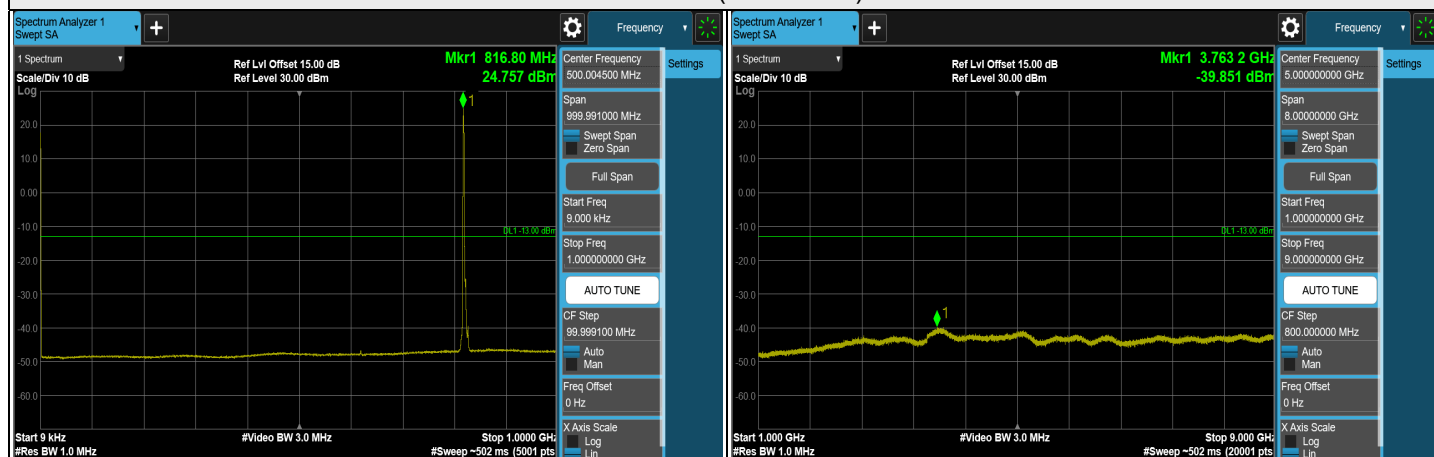 Spectrum Analyzer 1
Swept SA
+
Frequency
1 Spectrum
Scale/Div 10 dB
Log
Ref Lvl Offset 15.00 dB
Ref Level 30.00 dBm
Mkr1 816.80 MHz
24.757 dBm
1
20.0
10.0
0.00
-10.0
-20.0
-30.0
-40.0
-50.0
-60.0
DL1 -13.00 dBm
Start 9 kHz
#Res BW 1.0 MHz
#Video BW 3.0 MHz
Stop 1.0000 GHz
#Sweep ~502 ms (5001 pts
Center Frequency
500.004500 MHz
Span
999.991000 MHz
Swept Span
Zero Span
Full Span
Start Freq
9.000 kHz
Stop Freq
1.000000000 GHz
AUTO TUNE
CF Step
99.999100 MHz
Auto
Man
Freq Offset
0 Hz
X Axis Scale
Log
Lin
Settings
Spectrum Analyzer 1
Swept SA
+
Frequency
1 Spectrum
Scale/Div 10 dB
Log
Ref Lvl Offset 15.00 dB
Ref Level 30.00 dBm
Mkr1 3.763 2 GHz
-39.851 dBm
1
20.0
10.0
0.00
-10.0
-20.0
-30.0
-40.0
-50.0
-60.0
DL1 -13.00 dBm
Start 1.000 GHz
#Res BW 1.0 MHz
#Video BW 3.0 MHz
Stop 9.000 GHz
#Sweep ~502 ms (20001 pts
Center Frequency
5.000000000 GHz
Span
8.00000000 GHz
Swept Span
Zero Span
Full Span
Start Freq
1.000000000 GHz
Stop Freq
9.000000000 GHz
AUTO TUNE
CF Step
800.000000 MHz
Auto
Man
Freq Offset
0 Hz
X Axis Scale
Log
Lin
Settings